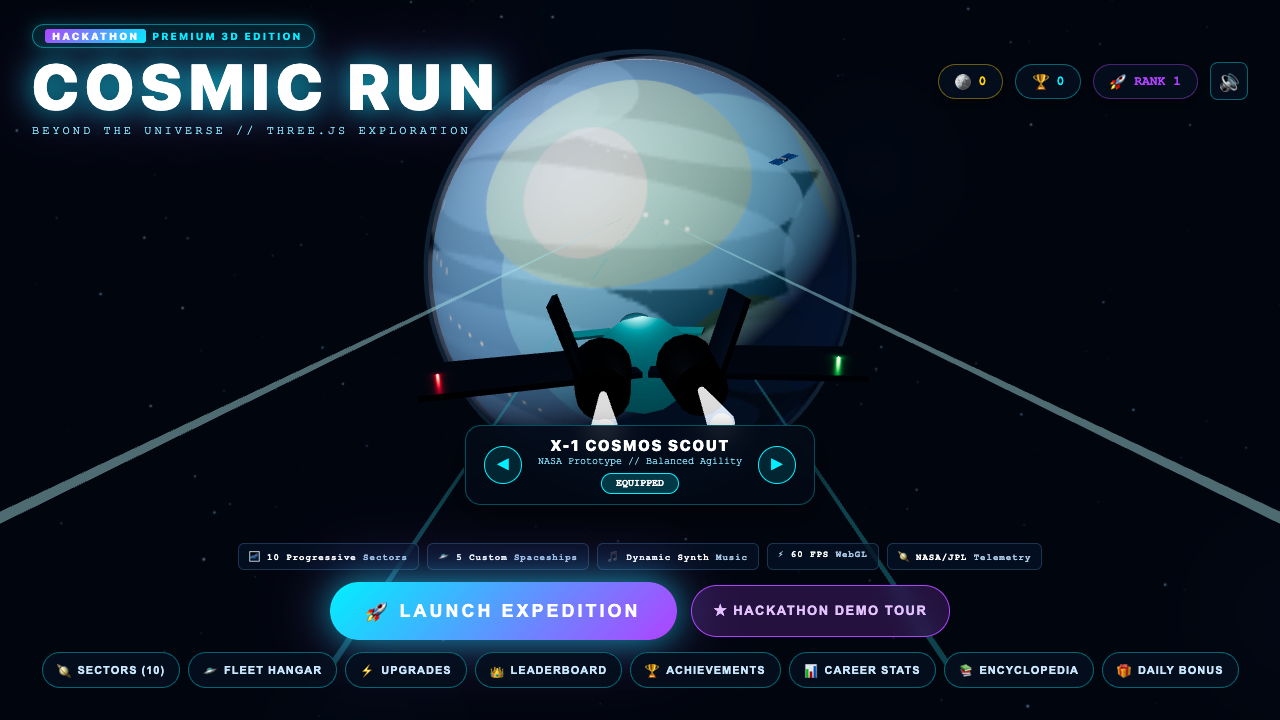 HACKATHON PREMIUM 3D EDITION
COSMIC RUN
BEYOND THE UNIVERSE // THREE.JS EXPLORATION
0
0
RANK 1
X-1 COSMOS SCOUT
NASA Prototype // Balanced Agility
EQUIPPED
10 Progressive Sectors
5 Custom Spaceships
Dynamic Synth Music
60 FPS WebGL
NASA/JPL Telemetry
LAUNCH EXPEDITION
★ HACKATHON DEMO TOUR
SECTORS (10)
FLEET HANGAR
UPGRADES
LEADERBOARD
ACHIEVEMENTS
CAREER STATS
ENCYCLOPEDIA
DAILY BONUS